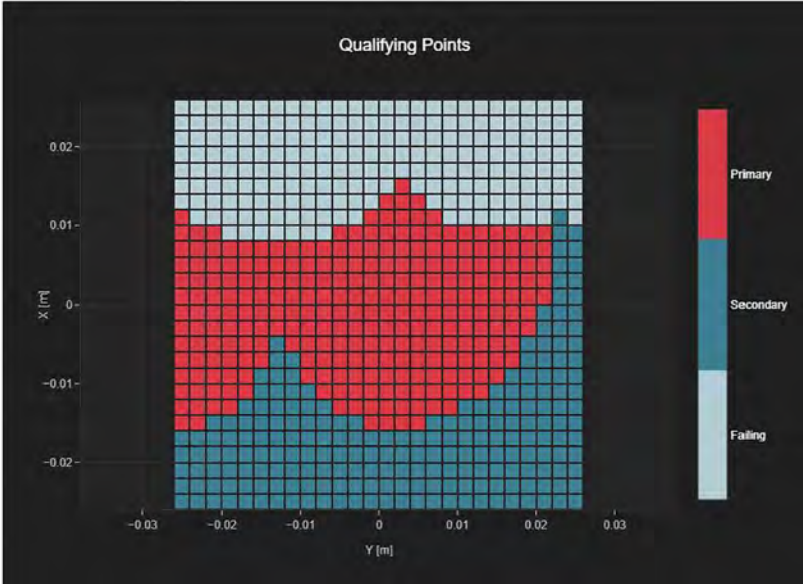 Qualifying Points
0.02
0.01
0
−0.01
−0.02
X [m]
−0.03
−0.02
−0.01
0
0.01
0.02
0.03
Y [m]
Primary
Secondary
Failing